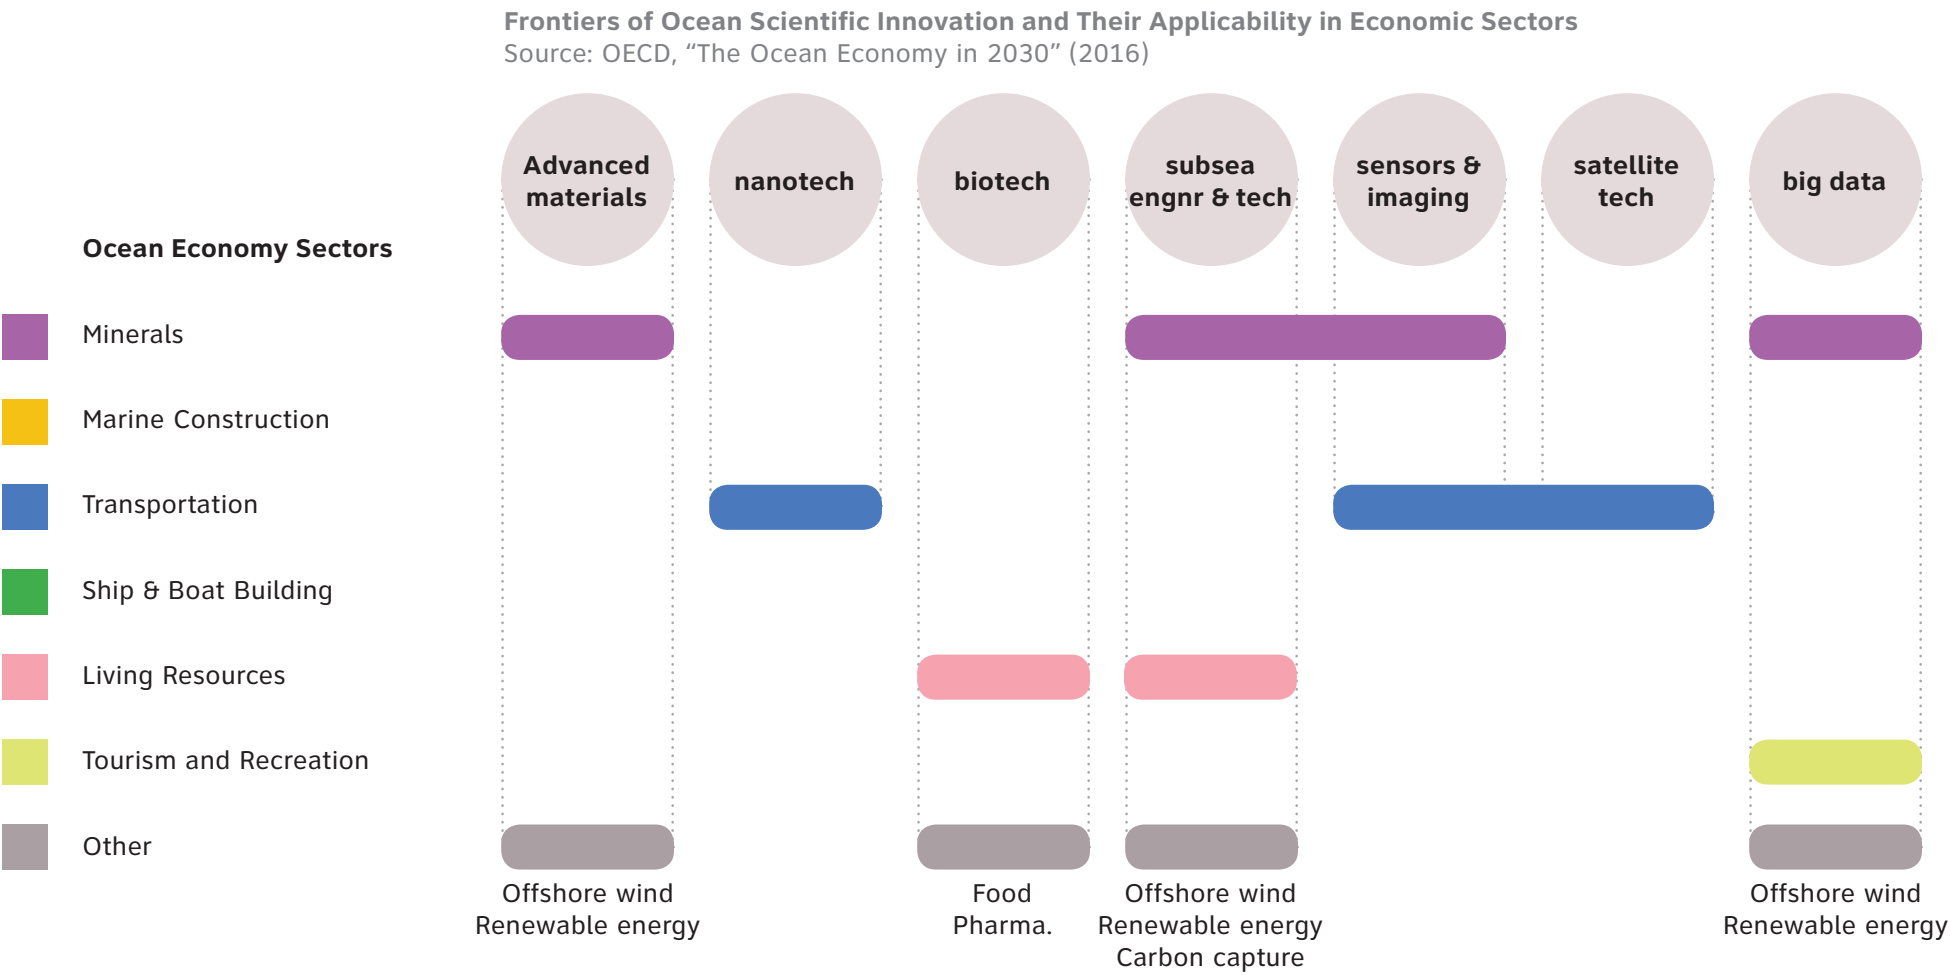 Frontiers of Ocean Scientific Innovation and Their Applicability in Economic Sectors
Source: OECD, “The Ocean Economy in 2030” (2016)
Advanced
materials
nanotech
biotech
subsea
engnr & tech
sensors &
imaging
satellite
tech
big data
Ocean Economy Sectors
Minerals
Marine Construction
Transportation
Ship & Boat Building
Living Resources
Tourism and Recreation
Other
Offshore wind
Renewable energy
Food
Pharma.
Offshore wind
Renewable energy
Carbon capture
Offshore wind
Renewable energy